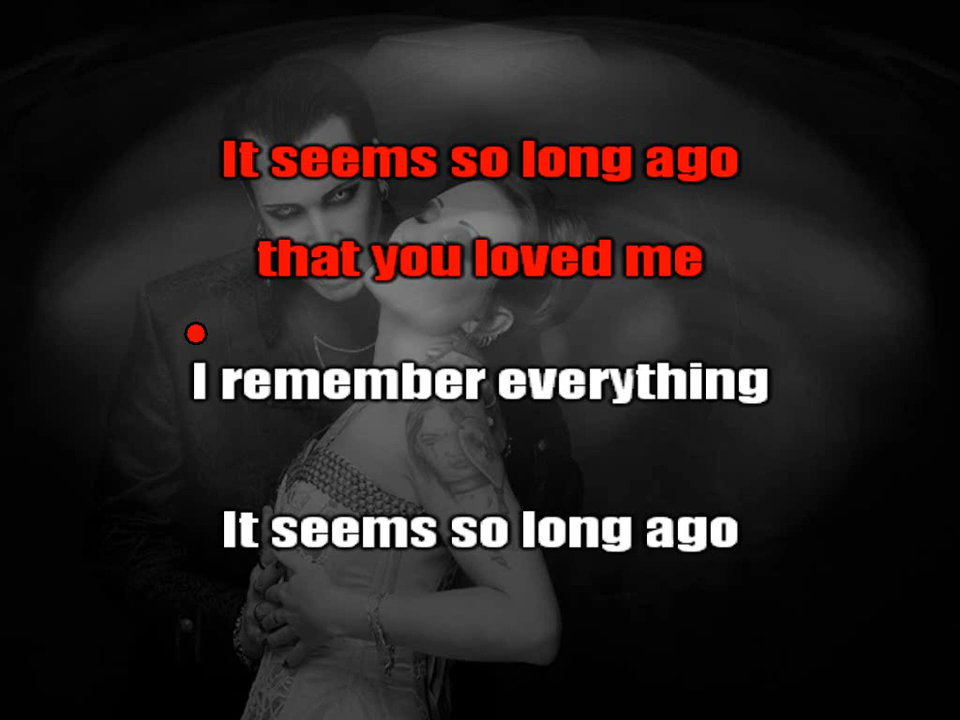 It seems so long ago
that you loved me
I remember everything
It seems so long ago